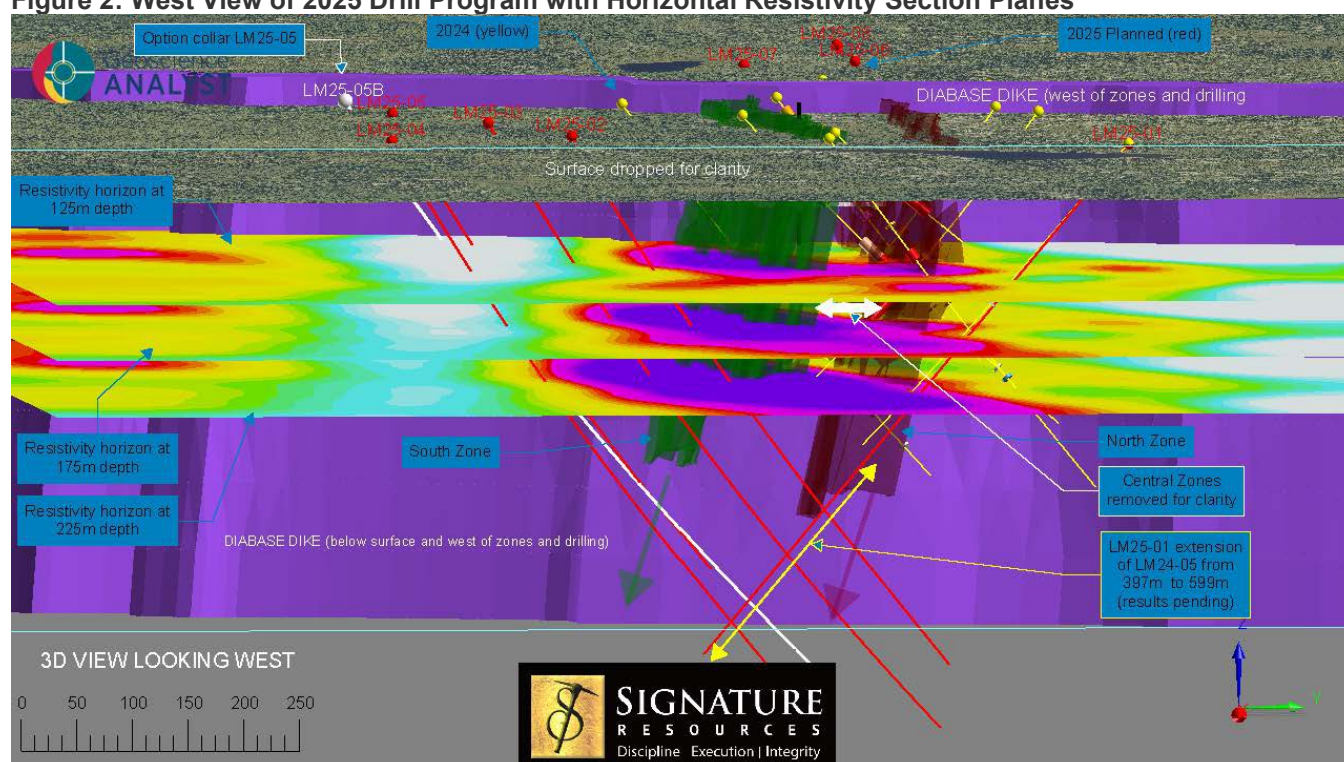 Figure 2: West View of 2025 Drill Program with Horizontal Resistivity Section Planes
Geoscience
ANALYST
Option collar LM25-05
2024 (yellow)
2025 Planned (red)
LM25-07
LM25-06
LM25-05B
LM25-04
LM25-03
LM25-02
LM25-01
DIABASE DIKE (west of zones and drilling
Surface dropped for clarity
Resistivity horizon at
125m depth
Resistivity horizon at
175m depth
Resistivity horizon at
225m depth
South Zone
North Zone
Central Zones
removed for clarity
DIABASE DIKE (below surface and west of zones and drilling)
LM25-01 extension
of LM24-05 from
397m to 599m
(results pending)
3D VIEW LOOKING WEST
0 50 100 150 200 250
SIGNATURE
RESOURCES
Discipline Execution | Integrity
Z
Y